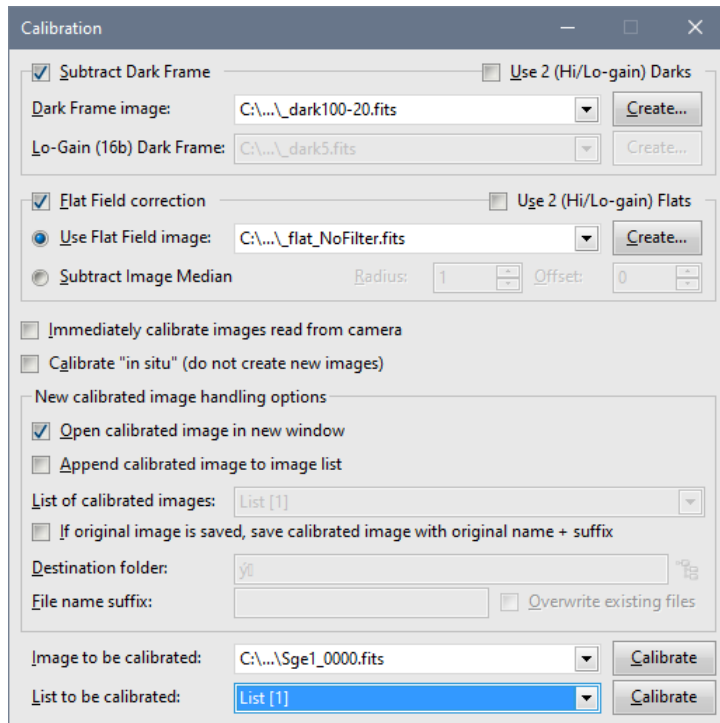 Calibration
Subtract Dark Frame Use 2 (Hi/Lo-gain) Darks
Dark Frame image: C:\...\_dark100-20.fits Create...
Lo-Gain (16b) Dark Frame: C:\...\_dark5.fits Create...
Flat Field correction Use 2 (Hi/Lo-gain) Flats
Use Flat Field image: C:\...\_flat_NoFilter.fits Create...
Subtract Image Median Radius: 1 Offset: 0
Immediately calibrate images read from camera
Calibrate "in situ" (do not create new images)
New calibrated image handling options
Open calibrated image in new window
Append calibrated image to image list
List of calibrated images: List [1]
If original image is saved, save calibrated image with original name + suffix
Destination folder:
File name suffix: Overwrite existing files
Image to be calibrated: C:\...\Sge1_0000.fits Calibrate
List to be calibrated: List [1] Calibrate